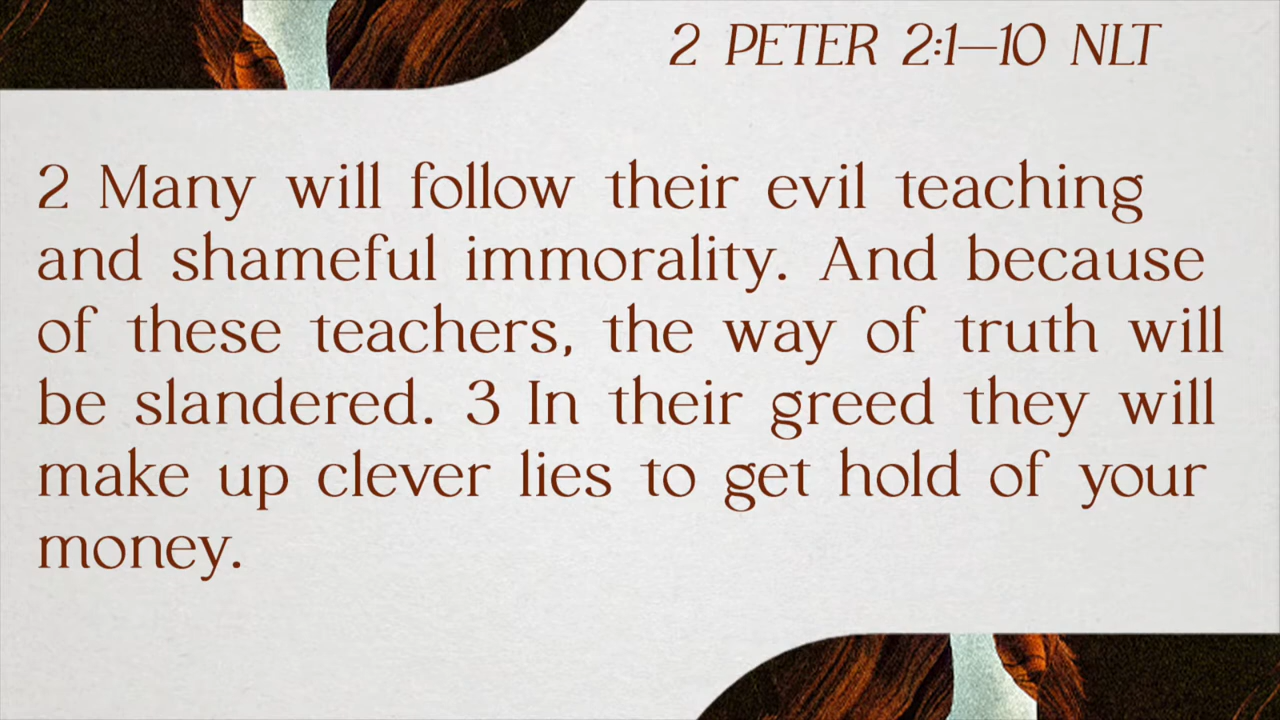 2 PETER 2:1—10 NLT
2 Many will follow their evil teaching
and shameful immorality. And because
of these teachers, the way of truth will
be slandered. 3 In their greed they will
make up clever lies to get hold of your
money.